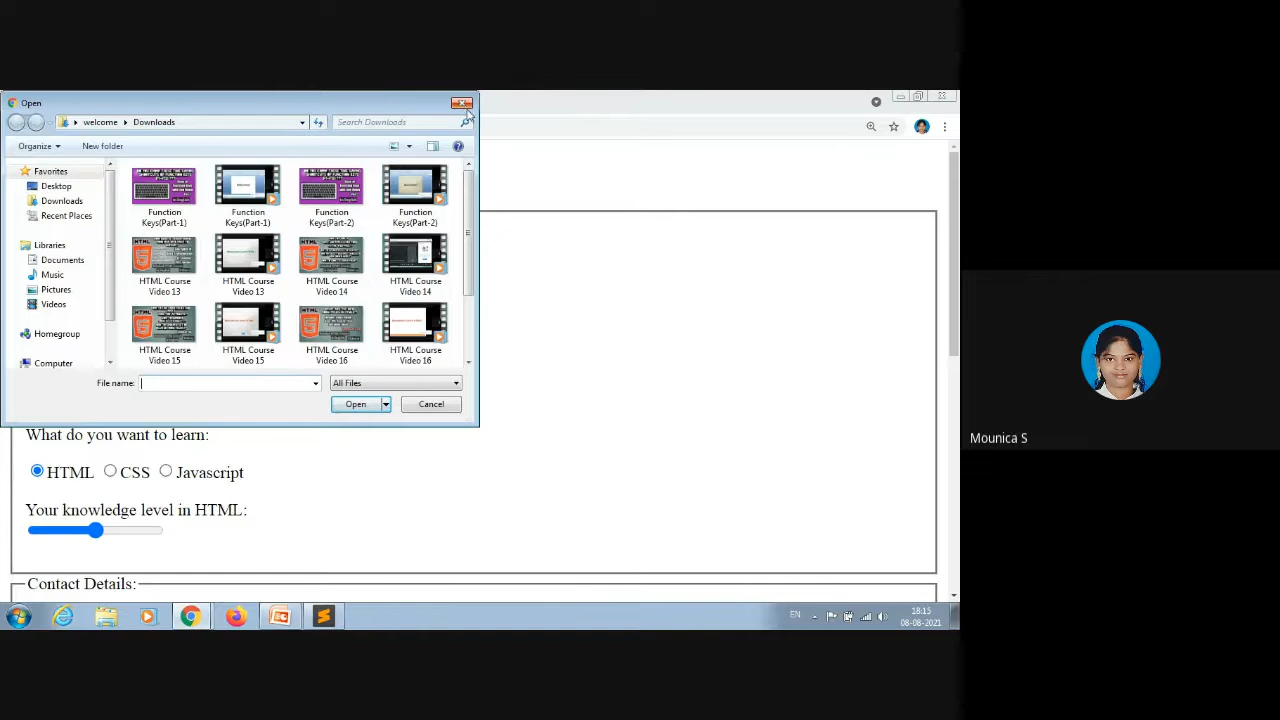 Open
welcome
Downloads
Search Downloads
Organize
New folder
Favorites
Desktop
Downloads
Recent Places
Libraries
Documents
Music
Pictures
Videos
Homegroup
Computer
Function
Keys(Part-1)
Function
Keys(Part-1)
Function
Keys(Part-2)
Function
Keys(Part-2)
HTML Course
Video 13
HTML Course
Video 13
HTML Course
Video 14
HTML Course
Video 14
HTML Course
Video 15
HTML Course
Video 15
HTML Course
Video 16
HTML Course
Video 16
File name:
All Files
Open
Cancel
What do you want to learn:
HTML CSS Javascript
Your knowledge level in HTML:
Contact Details:
EN
18:15
08-08-2021
Mounica S